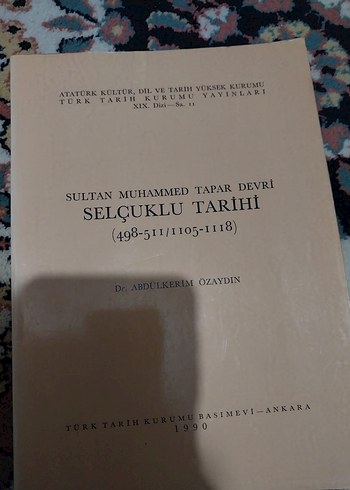 ATATÜRK KÜLTÜR, DİL VE TARİH YÜKSEK KURUMU
TÜRK TARİH KURUMU YAYINLARI
XIX. Dizi—Sa. 11
SULTAN MUHAMMED TAPAR DEVRİ
SELÇUKLU TARİHİ
(498-511/1105-1118)
Dr. ABDÜLKERİM ÖZAYDIN
TÜRK TARİH KURUMU BASIMEVİ—ANKARA
1990